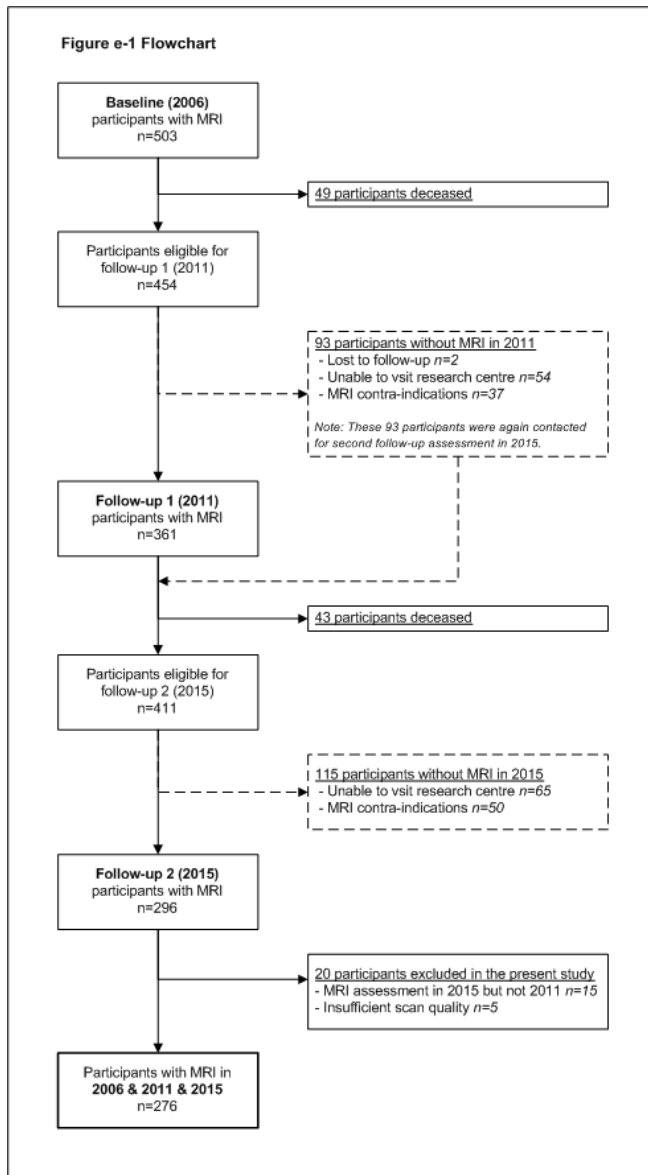 Figure e-1 Flowchart
Baseline (2006)
participants with MRI
n=503
49 participants deceased
Participants eligible for
follow-up 1 (2011)
n=454
93 participants without MRI in 2011
- Lost to follow-up n=2
- Unable to vsit research centre n=54
- MRI contra-indications n=37
Note: These 93 participants were again contacted
for second follow-up assessment in 2015.
Follow-up 1 (2011)
participants with MRI
n=361
43 participants deceased
Participants eligible for
follow-up 2 (2015)
n=411
115 participants without MRI in 2015
- Unable to vsit research centre n=65
- MRI contra-indications n=50
Follow-up 2 (2015)
participants with MRI
n=296
20 participants excluded in the present study
- MRI assessment in 2015 but not 2011 n=15
- Insufficient scan quality n=5
Participants with MRI in
2006 & 2011 & 2015
n=276